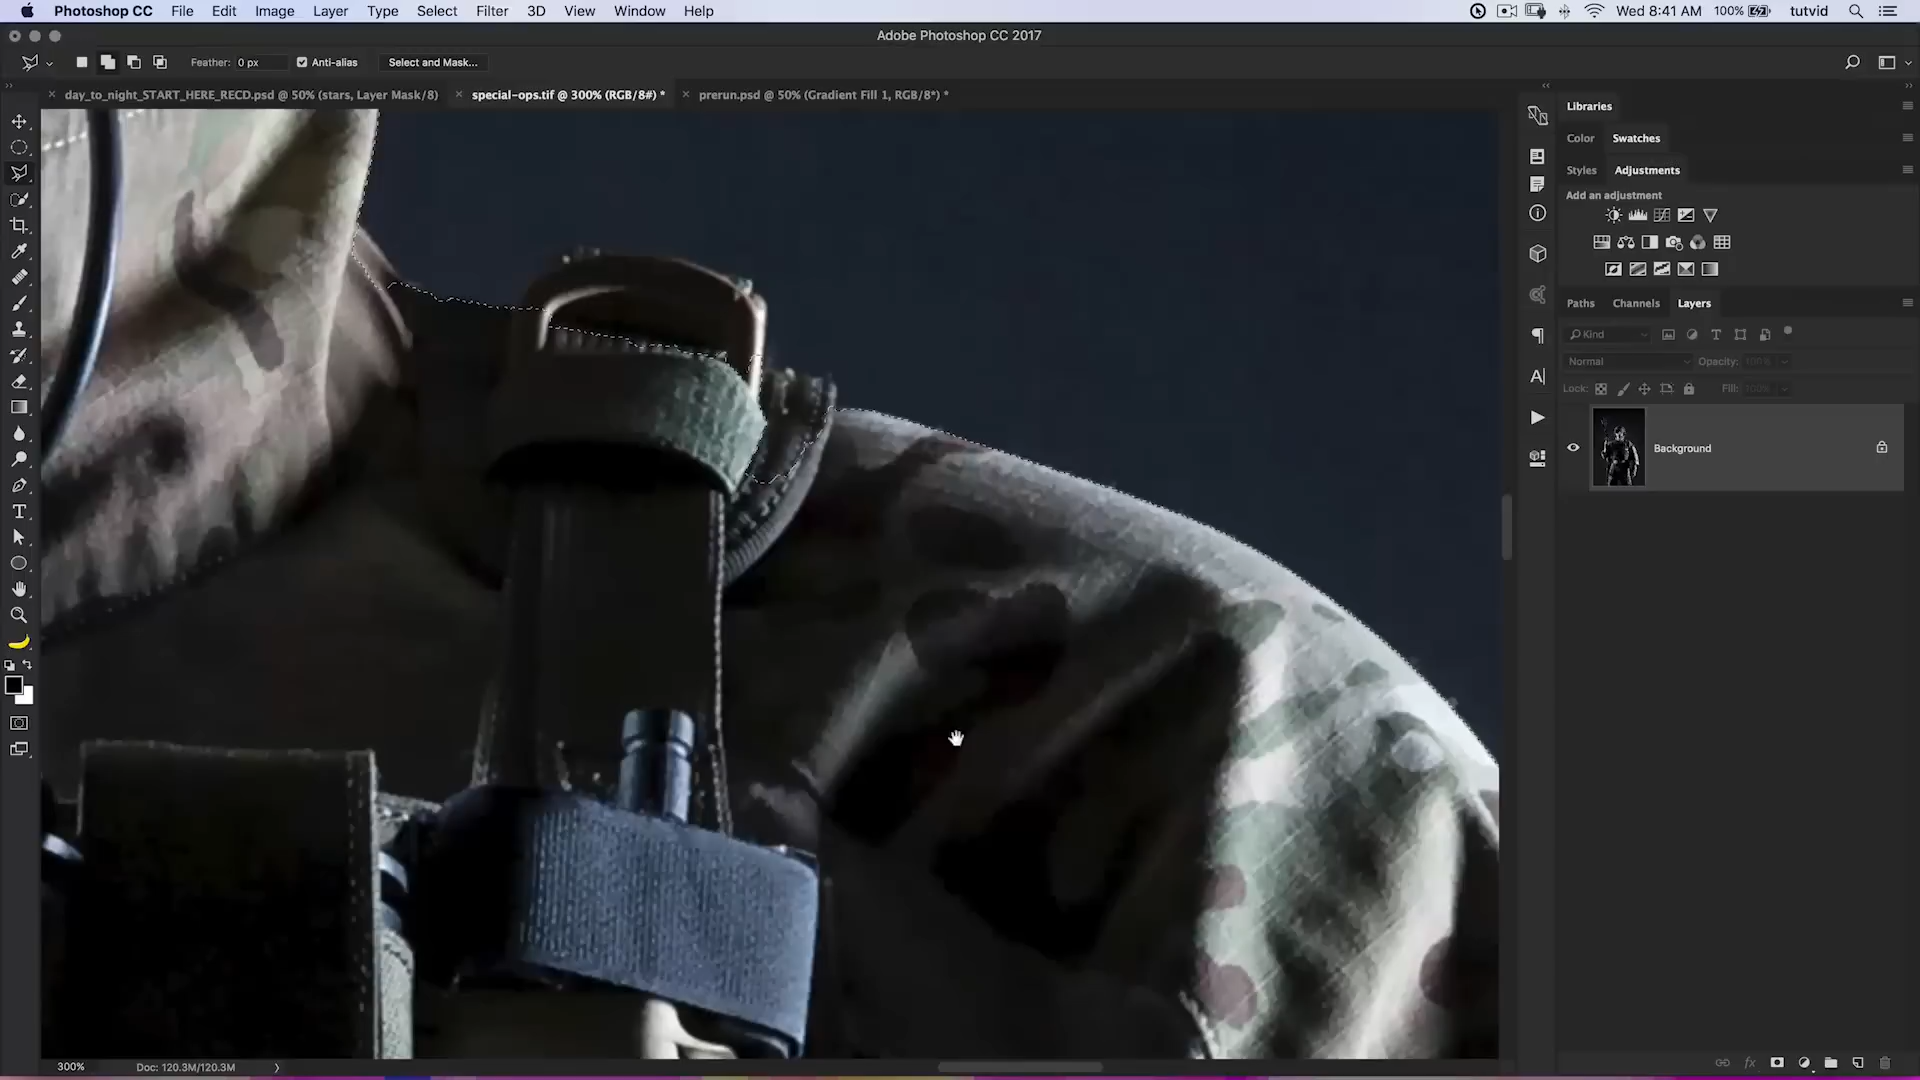 Photoshop CC File Edit Image Layer Type Select Filter 3D View Window Help Wed 8:41 AM 100% tutvid
Adobe Photoshop CC 2017
Feather: 0 px Anti-alias Select and Mask...
day_to_night_START_HERE_RECD.psd @ 50% (stars, Layer Mask/8) special-ops.tif @ 300% (RGB/8#) * prerun.psd @ 50% (Gradient Fill 1, RGB/8*) *
Libraries
Color Swatches
Styles Adjustments
Add an adjustment
Paths Channels Layers
Kind
Normal Opacity: 100%
Lock: Fill: 100%
Background
300% Doc: 120.3M/120.3M